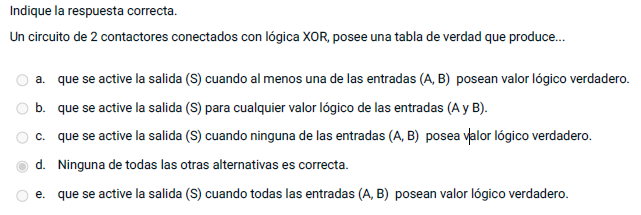 Indique la respuesta correcta.
Un circuito de 2 contactores conectados con lógica XOR, posee una tabla de verdad que produce...
a. que se active la salida (S) cuando al menos una de las entradas (A, B) posean valor lógico verdadero.
b. que se active la salida (S) para cualquier valor lógico de las entradas (A y B).
c. que se active la salida (S) cuando ninguna de las entradas (A, B) posea valor lógico verdadero.
d. Ninguna de todas las otras alternativas es correcta.
e. que se active la salida (S) cuando todas las entradas (A, B) posean valor lógico verdadero.